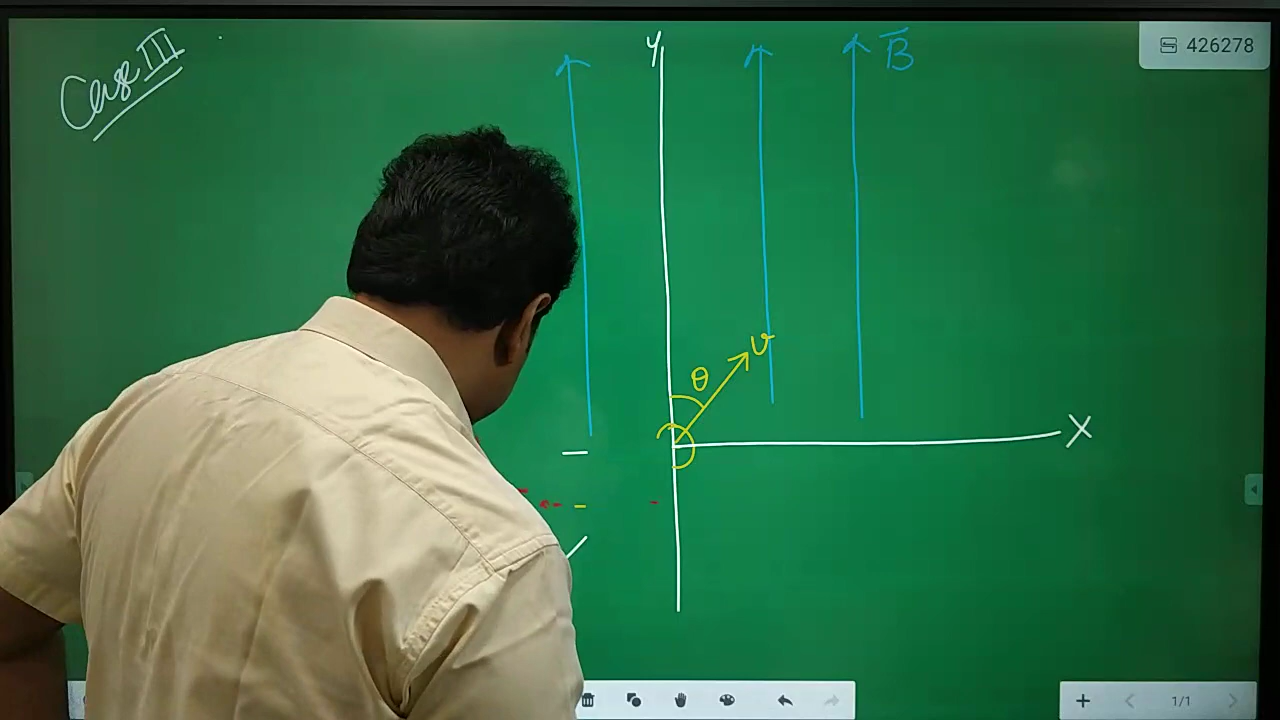 Case III
y
B̅
426278
θ
v
X
1/1